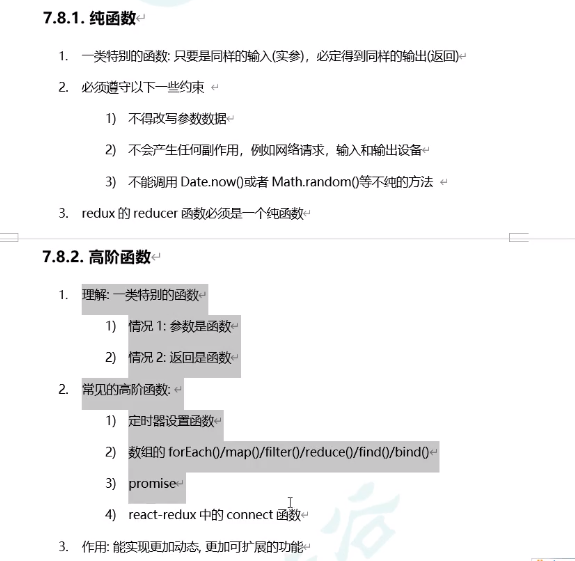 7.8.1. 纯函数
1. 一类特别的函数: 只要是同样的输入(实参)，必定得到同样的输出(返回)
2. 必须遵守以下一些约束
1) 不得改写参数数据
2) 不会产生任何副作用，例如网络请求，输入和输出设备
3) 不能调用 Date.now()或者 Math.random()等不纯的方法
3. redux 的 reducer 函数必须是一个纯函数
7.8.2. 高阶函数
1. 理解: 一类特别的函数
1) 情况 1: 参数是函数
2) 情况 2: 返回是函数
2. 常见的高阶函数:
1) 定时器设置函数
2) 数组的 forEach()/map()/filter()/reduce()/find()/bind()
3) promise
4) react-redux 中的 connect 函数
3. 作用: 能实现更加动态, 更加可扩展的功能